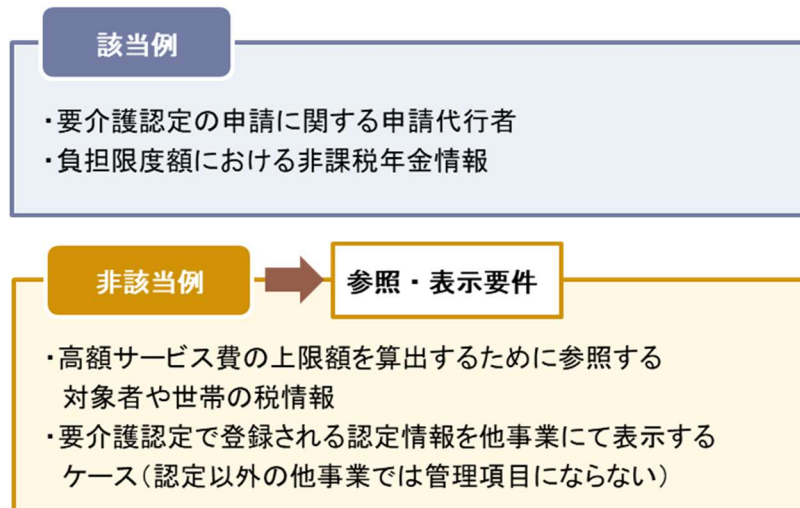 該当例
・要介護認定の申請に関する申請代行者
・負担限度額における非課税年金情報
非該当例
参照・表示要件
・高額サービス費の上限額を算出するために参照する
対象者や世帯の税情報
・要介護認定で登録される認定情報を他事業にて表示する
ケース（認定以外の他事業では管理項目にならない）